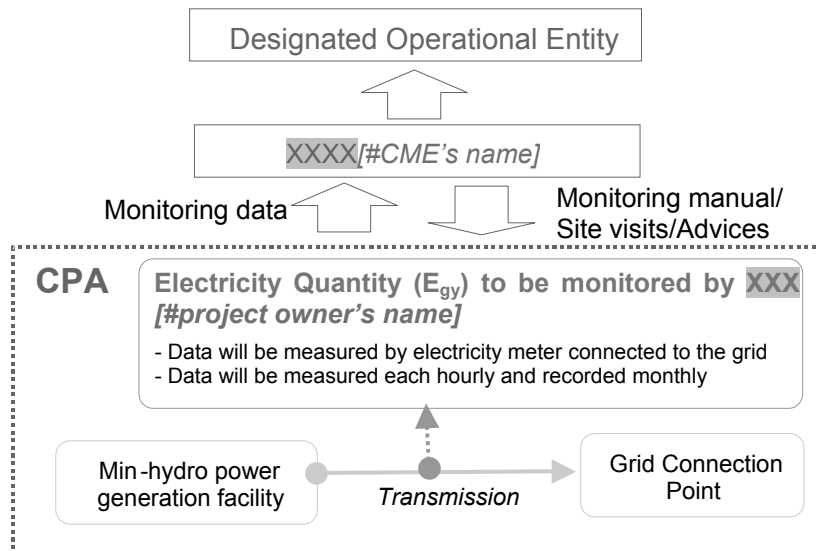 Designated Operational Entity
XXXX[#CME's name]
Monitoring data
Monitoring manual/
Site visits/Advices
CPA
Electricity Quantity (Egy) to be monitored by XXX
[#project owner's name]
- Data will be measured by electricity meter connected to the grid
- Data will be measured each hourly and recorded monthly
Min-hydro power
generation facility
Transmission
Grid Connection
Point